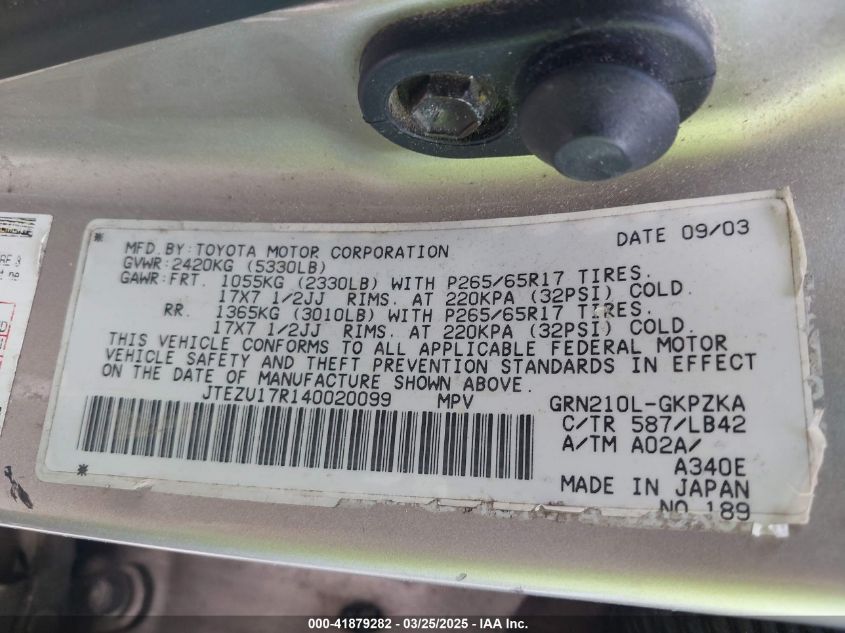 DATE 09/03
MFD. BY: TOYOTA MOTOR CORPORATION
GVWR: 2420KG (5330LB)
GAWR: FRT. 1055KG (2330LB) WITH P265/65R17 TIRES.
17X7 1/2JJ RIMS. AT 220KPA (32PSI) COLD.
RR. 1365KG (3010LB) WITH P265/65R17 TIRES.
17X7 1/2JJ RIMS. AT 220KPA (32PSI) COLD.
THIS VEHICLE CONFORMS TO ALL APPLICABLE FEDERAL MOTOR
VEHICLE SAFETY AND THEFT PREVENTION STANDARDS IN EFFECT
ON THE DATE OF MANUFACTURE SHOWN ABOVE.
JTEZU17R140020099 MPV GRN210L-GKPZKA
C/TR 587/LB42
A/TM A02A/
A340E
MADE IN JAPAN
NO.189
000-41879282 - 03/25/2025 - IAA Inc.